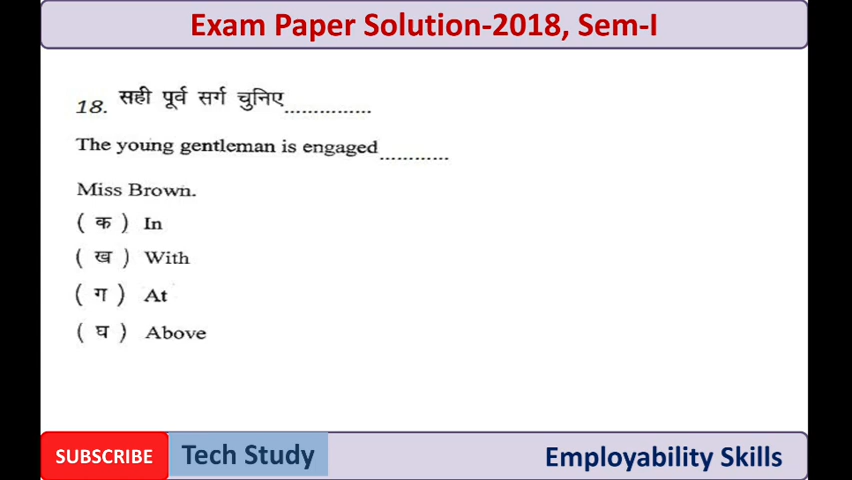 Exam Paper Solution-2018, Sem-I
18. सही पूर्व सर्ग चुनिए...............
The young gentleman is engaged............
Miss Brown.
( क ) In
( ख ) With
( ग ) At
( घ ) Above
SUBSCRIBE Tech Study Employability Skills